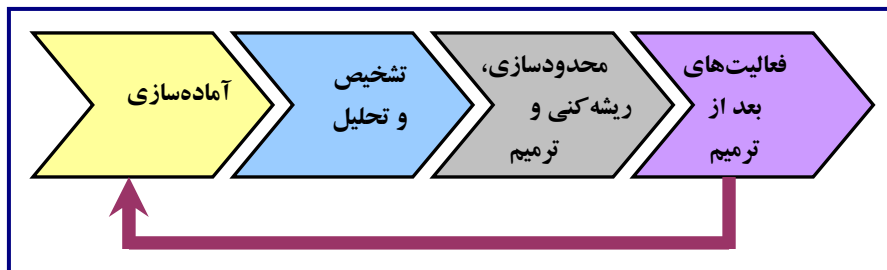 آماده‌سازی
تشخیص
و تحلیل
محدودسازی،
ریشه‌کنی و
ترمیم
فعالیت‌های
بعد از
ترمیم